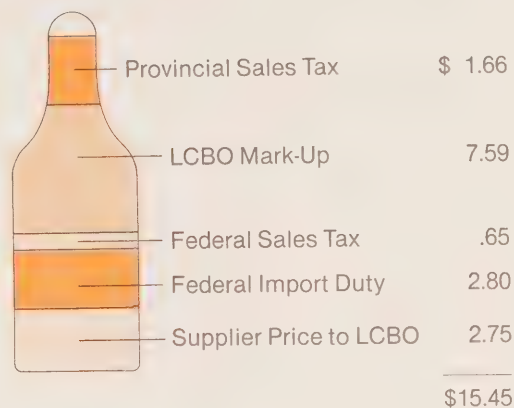 Provincial Sales Tax $ 1.66
LCBO Mark-Up 7.59
Federal Sales Tax .65
Federal Import Duty 2.80
Supplier Price to LCBO 2.75
$15.45